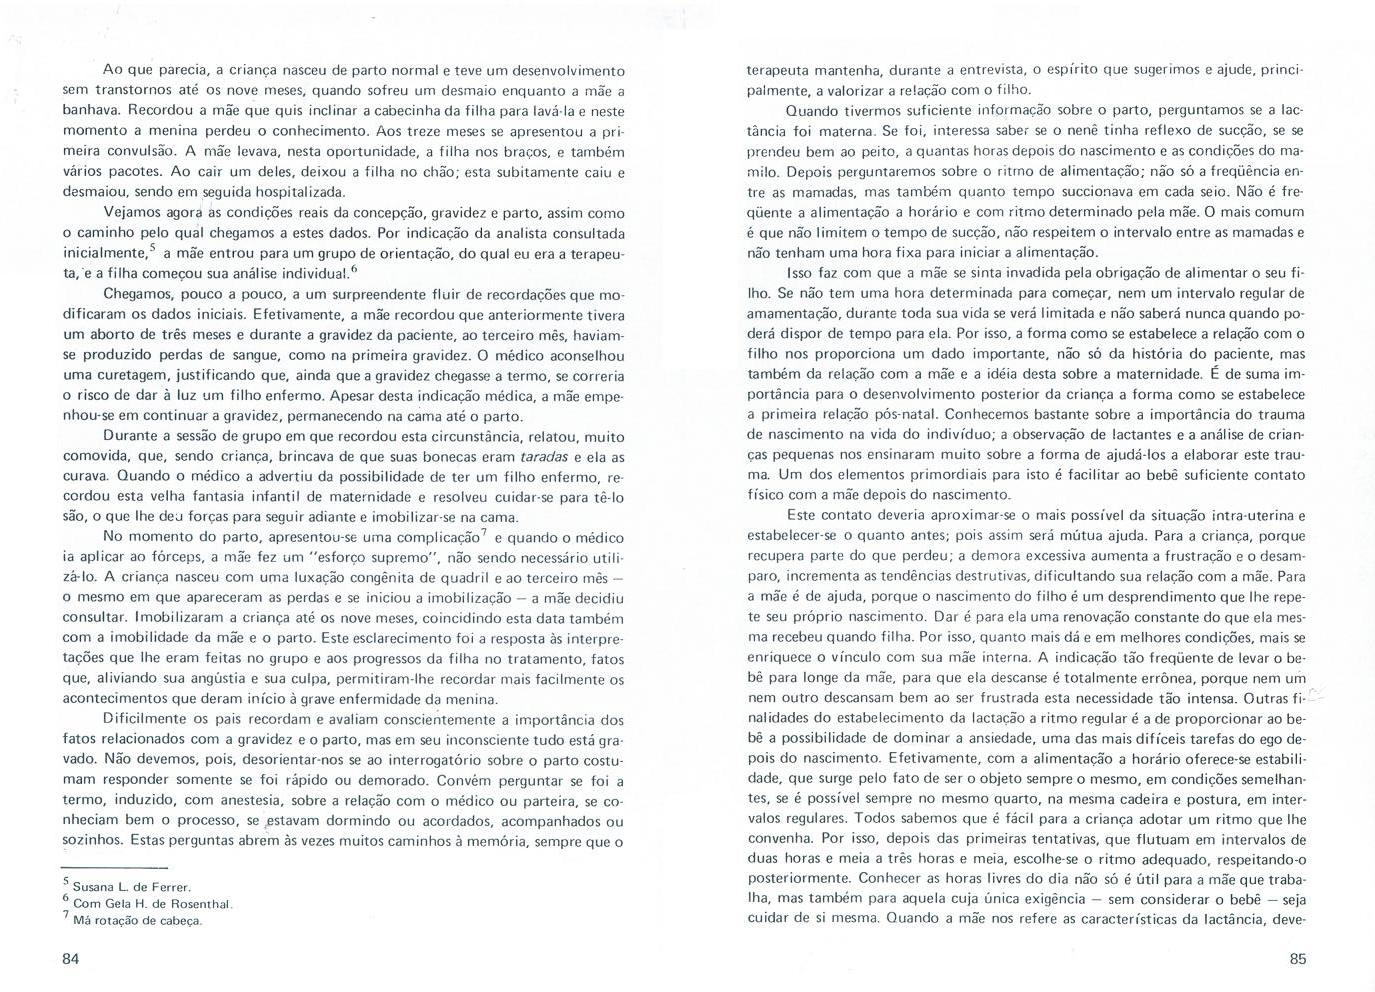 Ao que parecia, a criança nasceu de parto normal e teve um desenvolvimento
sem transtornos até os nove meses, quando sofreu um desmaio enquanto a mãe a
banhava. Recordou a mãe que quis inclinar a cabecinha da filha para lavá-la e neste
momento a menina perdeu o conhecimento. Aos treze meses se apresentou a pri-
meira convulsão. A mãe levava, nesta oportunidade, a filha nos braços, e também
vários pacotes. Ao cair um deles, deixou a filha no chão; esta subitamente caiu e
desmaiou, sendo em seguida hospitalizada.
Vejamos agora as condições reais da concepção, gravidez e parto, assim como
o caminho pelo qual chegamos a estes dados. Por indicação da analista consultada
inicialmente,⁵ a mãe entrou para um grupo de orientação, do qual eu era a terapeu-
ta, e a filha começou sua análise individual.⁶
Chegamos, pouco a pouco, a um surpreendente fluir de recordações que mo-
dificaram os dados iniciais. Efetivamente, a mãe recordou que anteriormente tivera
um aborto de três meses e durante a gravidez da paciente, ao terceiro mês, haviam-
se produzido perdas de sangue, como na primeira gravidez. O médico aconselhou
uma curetagem, justificando que, ainda que a gravidez chegasse a termo, se correria
o risco de dar à luz um filho enfermo. Apesar desta indicação médica, a mãe empe-
nhou-se em continuar a gravidez, permanecendo na cama até o parto.
Durante a sessão de grupo em que recordou esta circunstância, relatou, muito
comovida, que, sendo criança, brincava de que suas bonecas eram taradas e ela as
curava. Quando o médico a advertiu da possibilidade de ter um filho enfermo, re-
cordou esta velha fantasia infantil de maternidade e resolveu cuidar-se para tê-lo
são, o que lhe deu forças para seguir adiante e imobilizar-se na cama.
No momento do parto, apresentou-se uma complicação⁷ e quando o médico
ia aplicar ao fórceps, a mãe fez um "esforço supremo", não sendo necessário utili-
zá-lo. A criança nasceu com uma luxação congênita de quadril e ao terceiro mês —
o mesmo em que apareceram as perdas e se iniciou a imobilização — a mãe decidiu
consultar. Imobilizaram a criança até os nove meses, coincidindo esta data também
com a imobilidade da mãe e o parto. Este esclarecimento foi a resposta às interpre-
tações que lhe eram feitas no grupo e aos progressos da filha no tratamento, fatos
que, aliviando sua angústia e sua culpa, permitiram-lhe recordar mais facilmente os
acontecimentos que deram início à grave enfermidade da menina.
Dificilmente os pais recordam e avaliam conscientemente a importância dos
fatos relacionados com a gravidez e o parto, mas em seu inconsciente tudo está gra-
vado. Não devemos, pois, desorientar-nos se ao interrogatório sobre o parto costu-
mam responder somente se foi rápido ou demorado. Convém perguntar se foi a
termo, induzido, com anestesia, sobre a relação com o médico ou parteira, se co-
nheciam bem o processo, se estavam dormindo ou acordados, acompanhados ou
sozinhos. Estas perguntas abrem às vezes muitos caminhos à memória, sempre que o
⁵ Susana L. de Ferrer.
⁶ Com Gela H. de Rosenthal.
⁷ Má rotação de cabeça.
84
terapeuta mantenha, durante a entrevista, o espírito que sugerimos e ajude, princi-
palmente, a valorizar a relação com o filho.
Quando tivermos suficiente informação sobre o parto, perguntamos se a lac-
tância foi materna. Se foi, interessa saber se o nenê tinha reflexo de sucção, se se
prendeu bem ao peito, a quantas horas depois do nascimento e as condições do ma-
milo. Depois perguntaremos sobre o ritmo de alimentação; não só a freqüência en-
tre as mamadas, mas também quanto tempo succionava em cada seio. Não é fre-
qüente a alimentação a horário e com ritmo determinado pela mãe. O mais comum
é que não limitem o tempo de sucção, não respeitem o intervalo entre as mamadas e
não tenham uma hora fixa para iniciar a alimentação.
Isso faz com que a mãe se sinta invadida pela obrigação de alimentar o seu fi-
lho. Se não tem uma hora determinada para começar, nem um intervalo regular de
amamentação, durante toda sua vida se verá limitada e não saberá nunca quando po-
derá dispor de tempo para ela. Por isso, a forma como se estabelece a relação com o
filho nos proporciona um dado importante, não só da história do paciente, mas
também da relação com a mãe e a idéia desta sobre a maternidade. É de suma im-
portância para o desenvolvimento posterior da criança a forma como se estabelece
a primeira relação pós-natal. Conhecemos bastante sobre a importância do trauma
de nascimento na vida do indivíduo; a observação de lactantes e a análise de crian-
ças pequenas nos ensinaram muito sobre a forma de ajudá-los a elaborar este trau-
ma. Um dos elementos primordiais para isto é facilitar ao bebê suficiente contato
físico com a mãe depois do nascimento.
Este contato deveria aproximar-se o mais possível da situação intra-uterina e
estabelecer-se o quanto antes; pois assim será mútua ajuda. Para a criança, porque
recupera parte do que perdeu; a demora excessiva aumenta a frustração e o desam-
paro, incrementa as tendências destrutivas, dificultando sua relação com a mãe. Para
a mãe é de ajuda, porque o nascimento do filho é um desprendimento que lhe repe-
te seu próprio nascimento. Dar é para ela uma renovação constante do que ela mes-
ma recebeu quando filha. Por isso, quanto mais dá e em melhores condições, mais se
enriquece o vínculo com sua mãe interna. A indicação tão freqüente de levar o be-
bê para longe da mãe, para que ela descanse é totalmente errônea, porque nem um
nem outro descansam bem ao ser frustrada esta necessidade tão intensa. Outras fi-
nalidades do estabelecimento da lactação a ritmo regular é a de proporcionar ao be-
bê a possibilidade de dominar a ansiedade, uma das mais difíceis tarefas do ego de-
pois do nascimento. Efetivamente, com a alimentação a horário oferece-se estabili-
dade, que surge pelo fato de ser o objeto sempre o mesmo, em condições semelhan-
tes, se é possível sempre no mesmo quarto, na mesma cadeira e postura, em inter-
valos regulares. Todos sabemos que é fácil para a criança adotar um ritmo que lhe
convenha. Por isso, depois das primeiras tentativas, que flutuam em intervalos de
duas horas e meia a três horas e meia, escolhe-se o ritmo adequado, respeitando-o
posteriormente. Conhecer as horas livres do dia não só é útil para a mãe que traba-
lha, mas também para aquela cuja única exigência — sem considerar o bebê — seja
cuidar de si mesma. Quando a mãe nos refere as características da lactância, deve-
85